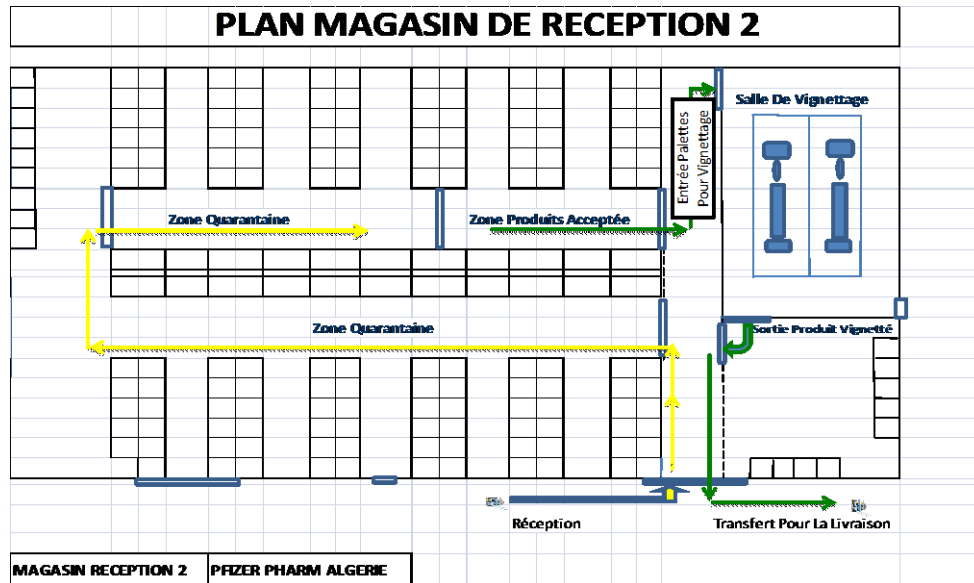 PLAN MAGASIN DE RECEPTION 2
Salle De Vignettage
Entrée Palettes
Pour Vignettage
Zone Quarantaine
Zone Produits Acceptée
Zone Quarantaine
Sortie Produit Vignetté
Réception
Transfert Pour La Livraison
MAGASIN RECEPTION 2
PFIZER PHARM ALGERIE